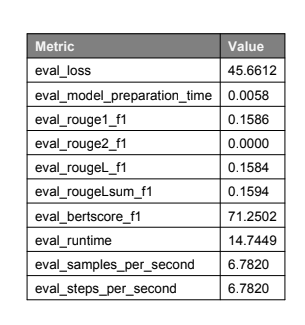 Metric Value
eval_loss 45.6612
eval_model_preparation_time 0.0058
eval_rouge1_f1 0.1586
eval_rouge2_f1 0.0000
eval_rougeL_f1 0.1584
eval_rougeLsum_f1 0.1594
eval_bertscore_f1 71.2502
eval_runtime 14.7449
eval_samples_per_second 6.7820
eval_steps_per_second 6.7820